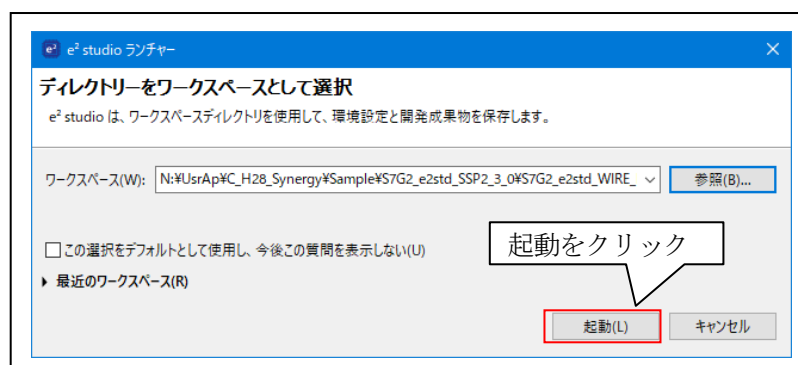 e² studio ランチャー
ディレクトリーをワークスペースとして選択
e² studio は、ワークスペースディレクトリを使用して、環境設定と開発成果物を保存します。
ワークスペース(W): N:¥UsrAp¥C_H28_Synergy¥Sample¥S7G2_e2std_SSP2_3_0¥S7G2_e2std_WIRE_ 参照(B)...
起動をクリック
この選択をデフォルトとして使用し、今後この質問を表示しない(U)
最近のワークスペース(R)
起動(L) キャンセル